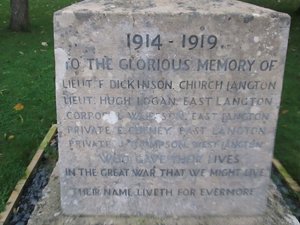 1914 - 1919.
TO THE GLORIOUS MEMORY OF
LIEUT F. DICKINSON, CHURCH LANGTON
LIEUT. HUGH LOGAN, EAST LANGTON
EAST LANGTON
PRIVATE E. GURNEY, EAST LANGTON
PRIVATE J. THOMPSON, WEST LANGTON
WHO GAVE THEIR LIVES
IN THE GREAT WAR THAT WE MIGHT LIVE.
THEIR NAME LIVETH FOR EVERMORE